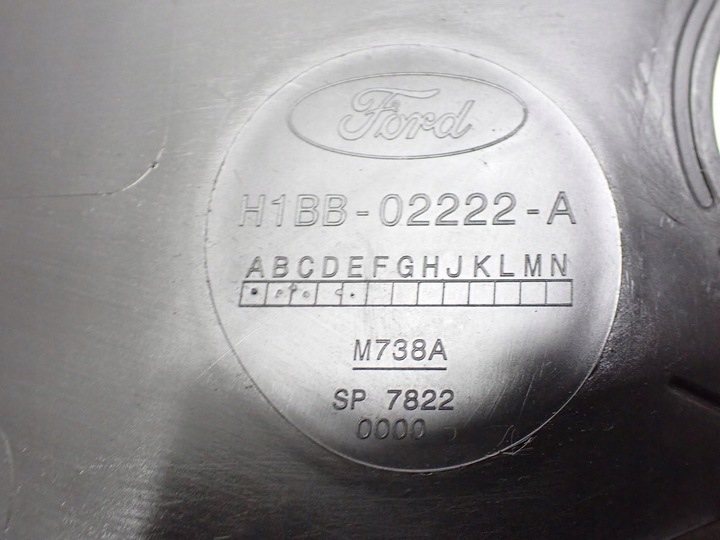 Ford
H1BB-02222-A
ABCDEFGHJKLMN
M738A
SP 7822
0000